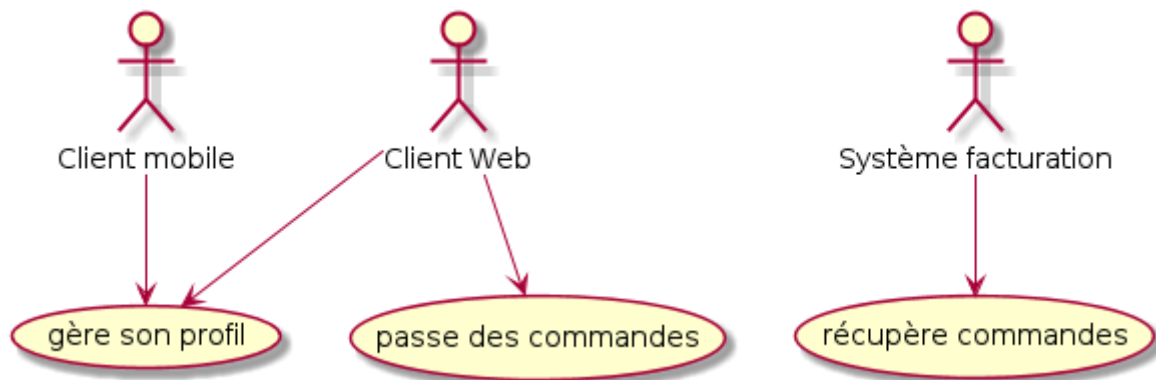 Client mobile
Client Web
Système facturation
gère son profil
passe des commandes
récupère commandes